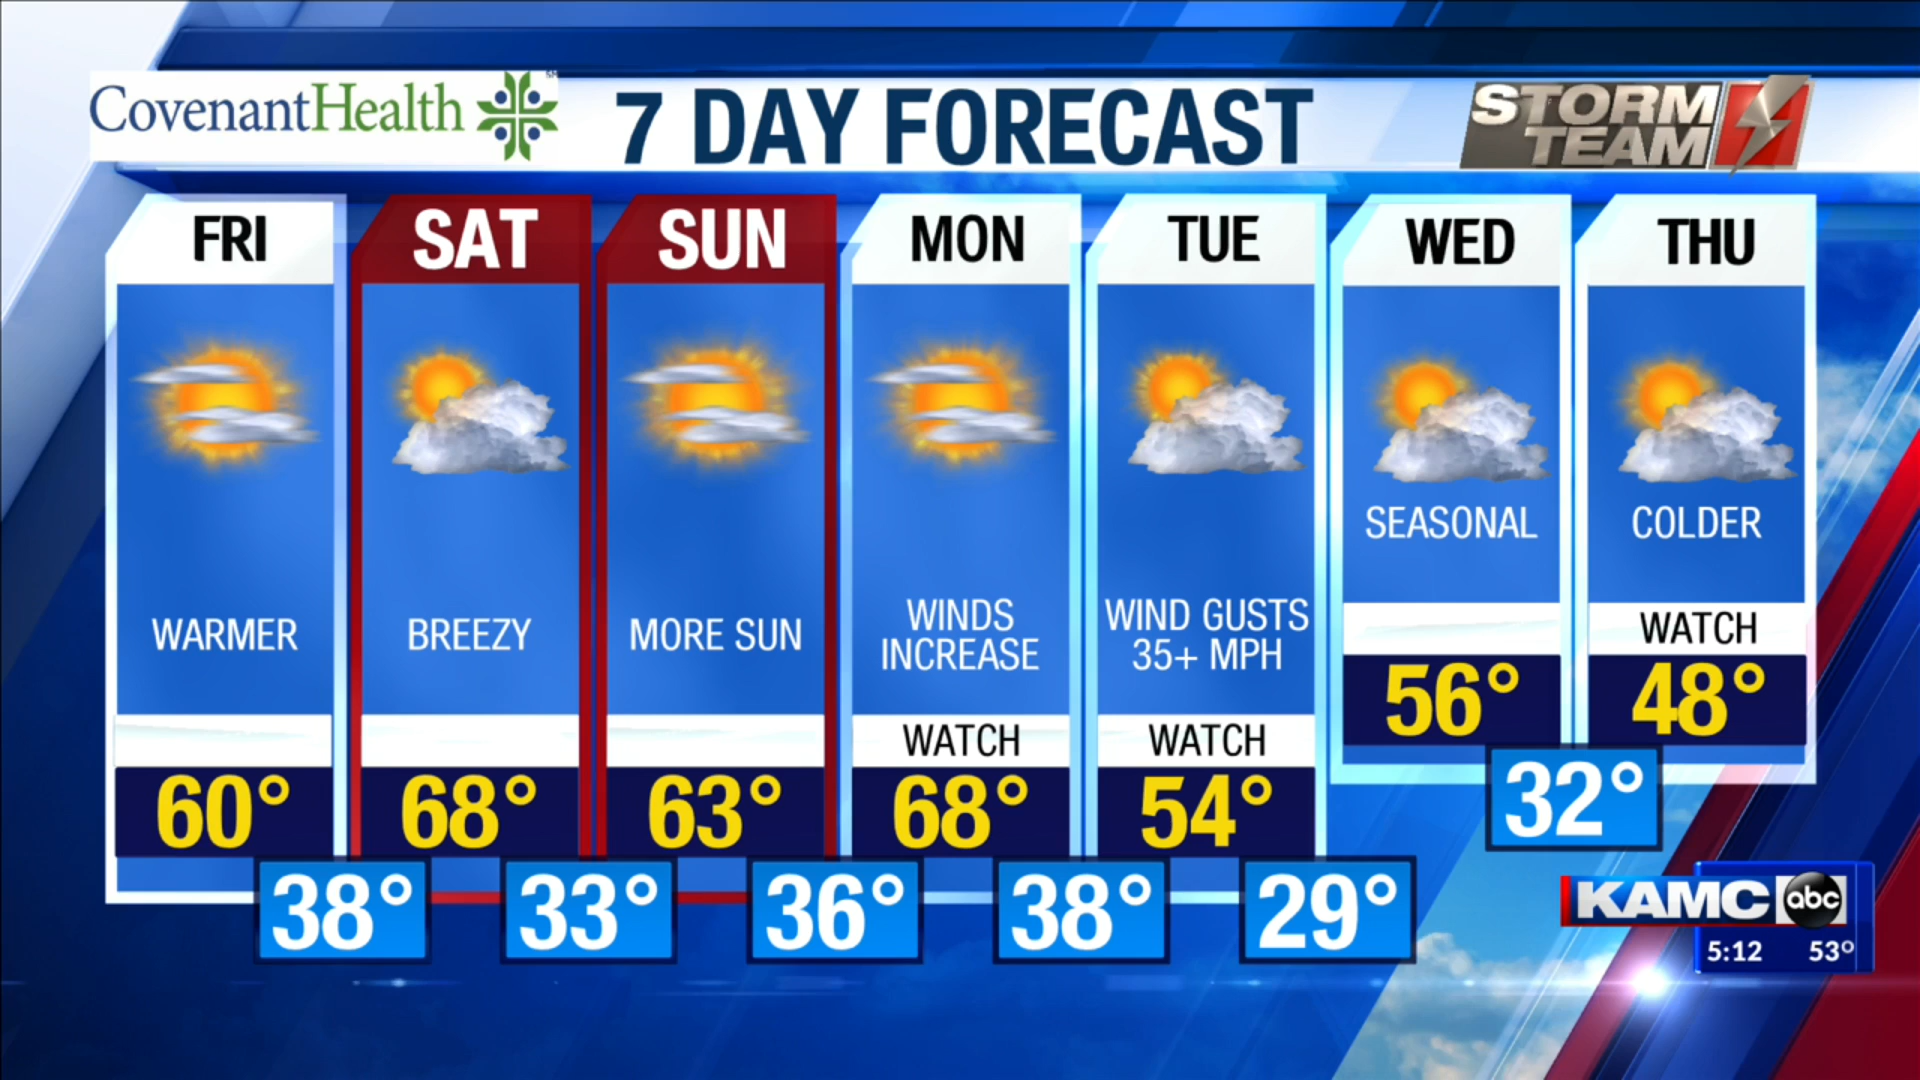 CovenantHealth SM
7 DAY FORECAST
STORM
TEAM
FRI
SAT
SUN
MON
TUE
WED
THU
WARMER
BREEZY
MORE SUN
WINDS
INCREASE
WIND GUSTS
35+ MPH
SEASONAL
COLDER
WATCH
WATCH
WATCH
60°
68°
63°
68°
54°
56°
48°
38°
33°
36°
38°
29°
32°
KAMC abc
5:12 53°